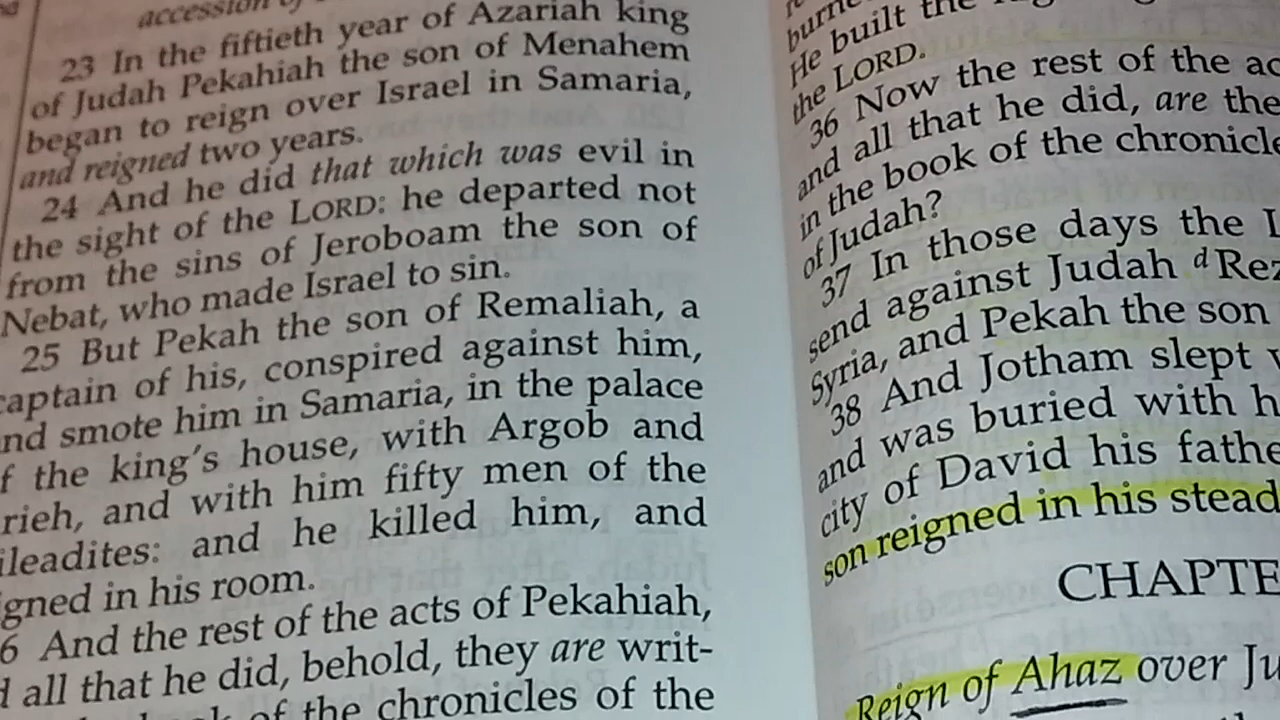 accession of
23 In the fiftieth year of Azariah king
of Judah Pekahiah the son of Menahem
began to reign over Israel in Samaria,
and reigned two years.
24 And he did that which was evil in
the sight of the LORD: he departed not
from the sins of Jeroboam the son of
Nebat, who made Israel to sin.
25 But Pekah the son of Remaliah, a
captain of his, conspired against him,
nd smote him in Samaria, in the palace
f the king's house, with Argob and
rieh, and with him fifty men of the
ileadites: and he killed him, and
igned in his room.
6 And the rest of the acts of Pekahiah,
d all that he did, behold, they are writ-
of the chronicles of the
burne
He built the
the LORD.
36 Now the rest of the ac
and all that he did, are the
in the book of the chronicle
of Judah?
37 In those days the L
send against Judah d Rez
Syria, and Pekah the son
38 And Jotham slept w
and was buried with h
city of David his fathe
son reigned in his stead
CHAPTE
Reign of Ahaz over Ju